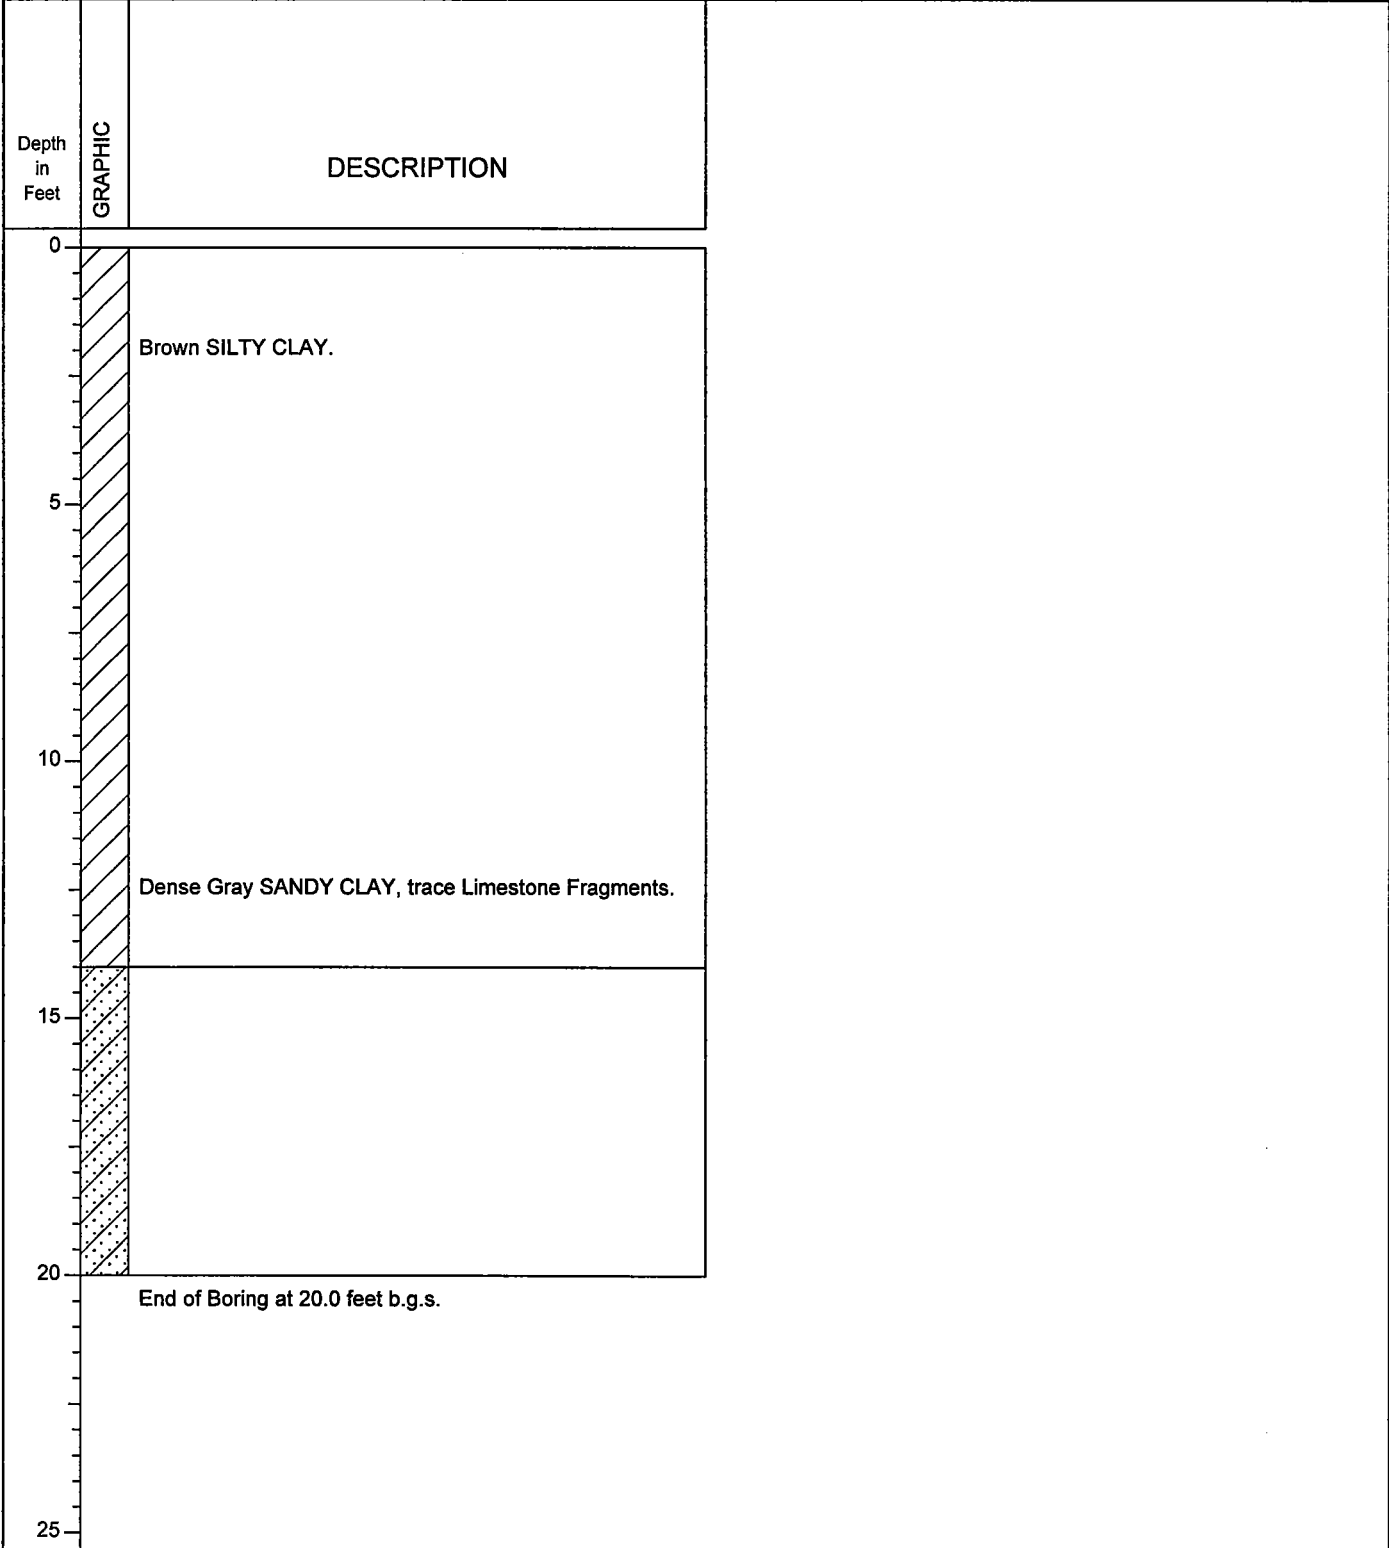 Depth
in
Feet
GRAPHIC
DESCRIPTION
0
Brown SILTY CLAY.
5
10
Dense Gray SANDY CLAY, trace Limestone Fragments.
15
20
End of Boring at 20.0 feet b.g.s.
25